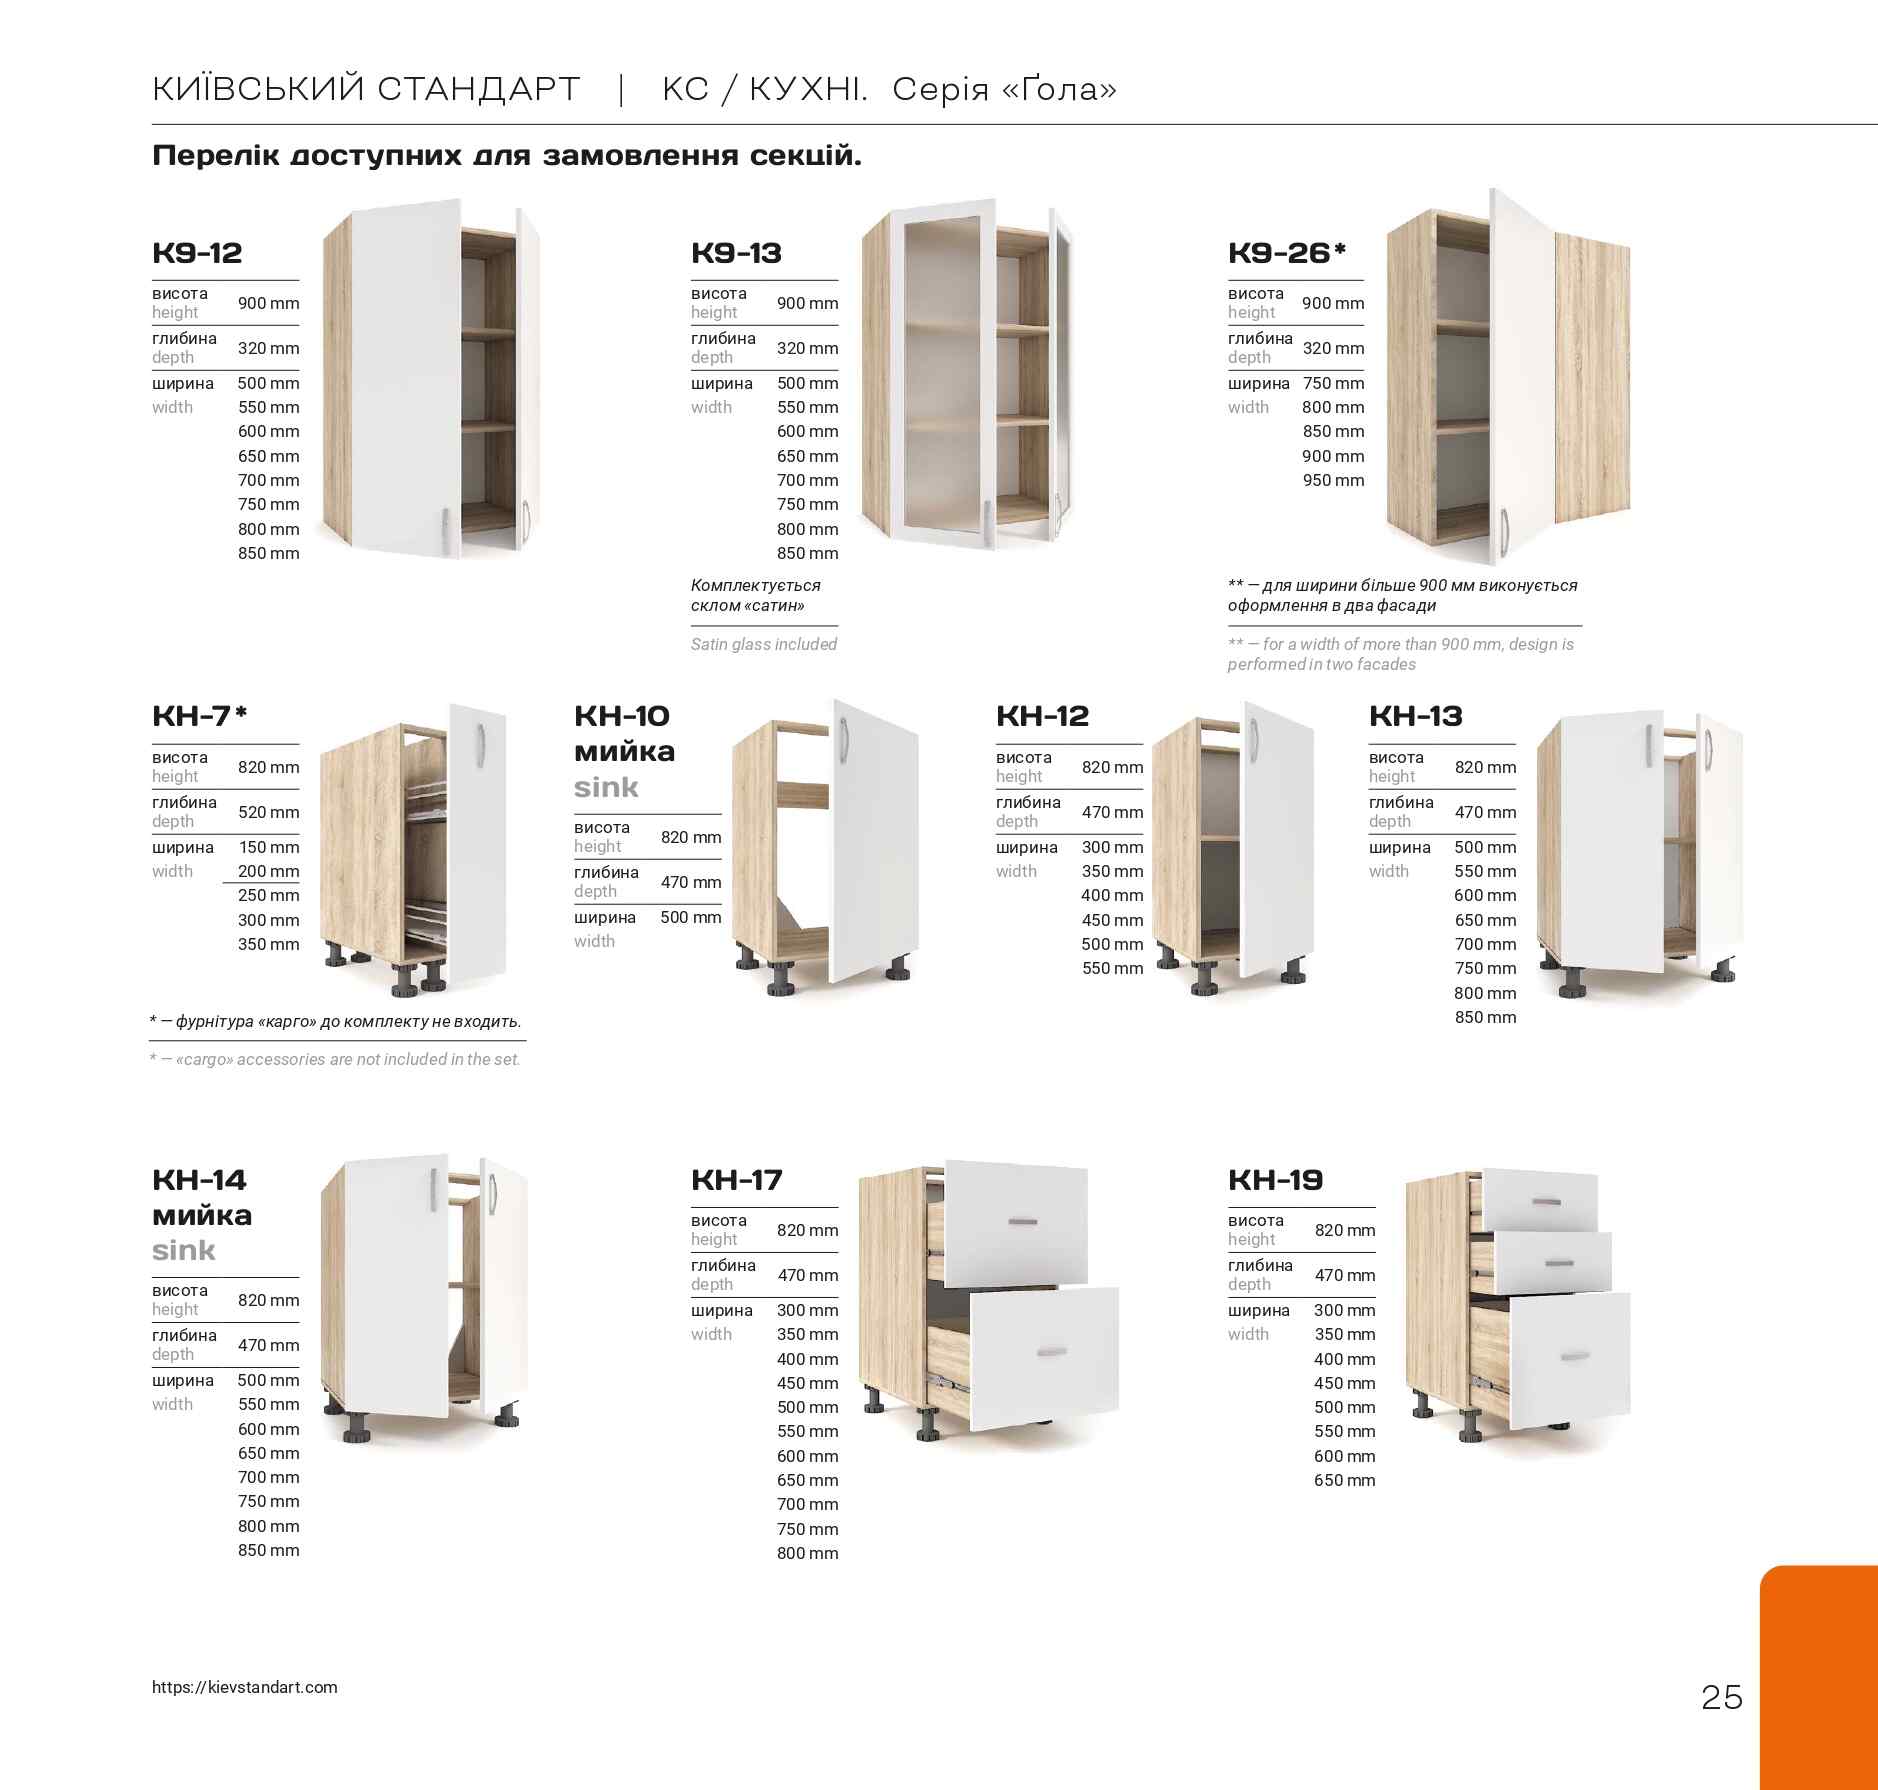 КИЇВСЬКИЙ СТАНДАРТ | КС / КУХНІ. Серія «Ґола»
Перелік доступних для замовлення секцій.
К9-12
висота
height
900 mm
глибина
depth
320 mm
ширина 500 mm
width 550 mm
600 mm
650 mm
700 mm
750 mm
800 mm
850 mm
К9-13
висота
height
900 mm
глибина
depth
320 mm
ширина 500 mm
width 550 mm
600 mm
650 mm
700 mm
750 mm
800 mm
850 mm
Комплектується
склом «сатин»
Satin glass included
К9-26*
висота
height
900 mm
глибина
depth
320 mm
ширина 750 mm
width 800 mm
850 mm
900 mm
950 mm
** — для ширини більше 900 мм виконується
оформлення в два фасади
** — for a width of more than 900 mm, design is
performed in two facades
КН-7*
висота
height
820 mm
глибина
depth
520 mm
ширина 150 mm
width 200 mm
250 mm
300 mm
350 mm
* — фурнітура «карго» до комплекту не входить.
* — «cargo» accessories are not included in the set.
КН-10
мийка
sink
висота
height
820 mm
глибина
depth
470 mm
ширина 500 mm
width
КН-12
висота
height
820 mm
глибина
depth
470 mm
ширина 300 mm
width 350 mm
400 mm
450 mm
500 mm
550 mm
КН-13
висота
height
820 mm
глибина
depth
470 mm
ширина 500 mm
width 550 mm
600 mm
650 mm
700 mm
750 mm
800 mm
850 mm
КН-14
мийка
sink
висота
height
820 mm
глибина
depth
470 mm
ширина 500 mm
width 550 mm
600 mm
650 mm
700 mm
750 mm
800 mm
850 mm
КН-17
висота
height
820 mm
глибина
depth
470 mm
ширина 300 mm
width 350 mm
400 mm
450 mm
500 mm
550 mm
600 mm
650 mm
700 mm
750 mm
800 mm
КН-19
висота
height
820 mm
глибина
depth
470 mm
ширина 300 mm
width 350 mm
400 mm
450 mm
500 mm
550 mm
600 mm
650 mm
https://kievstandart.com
25